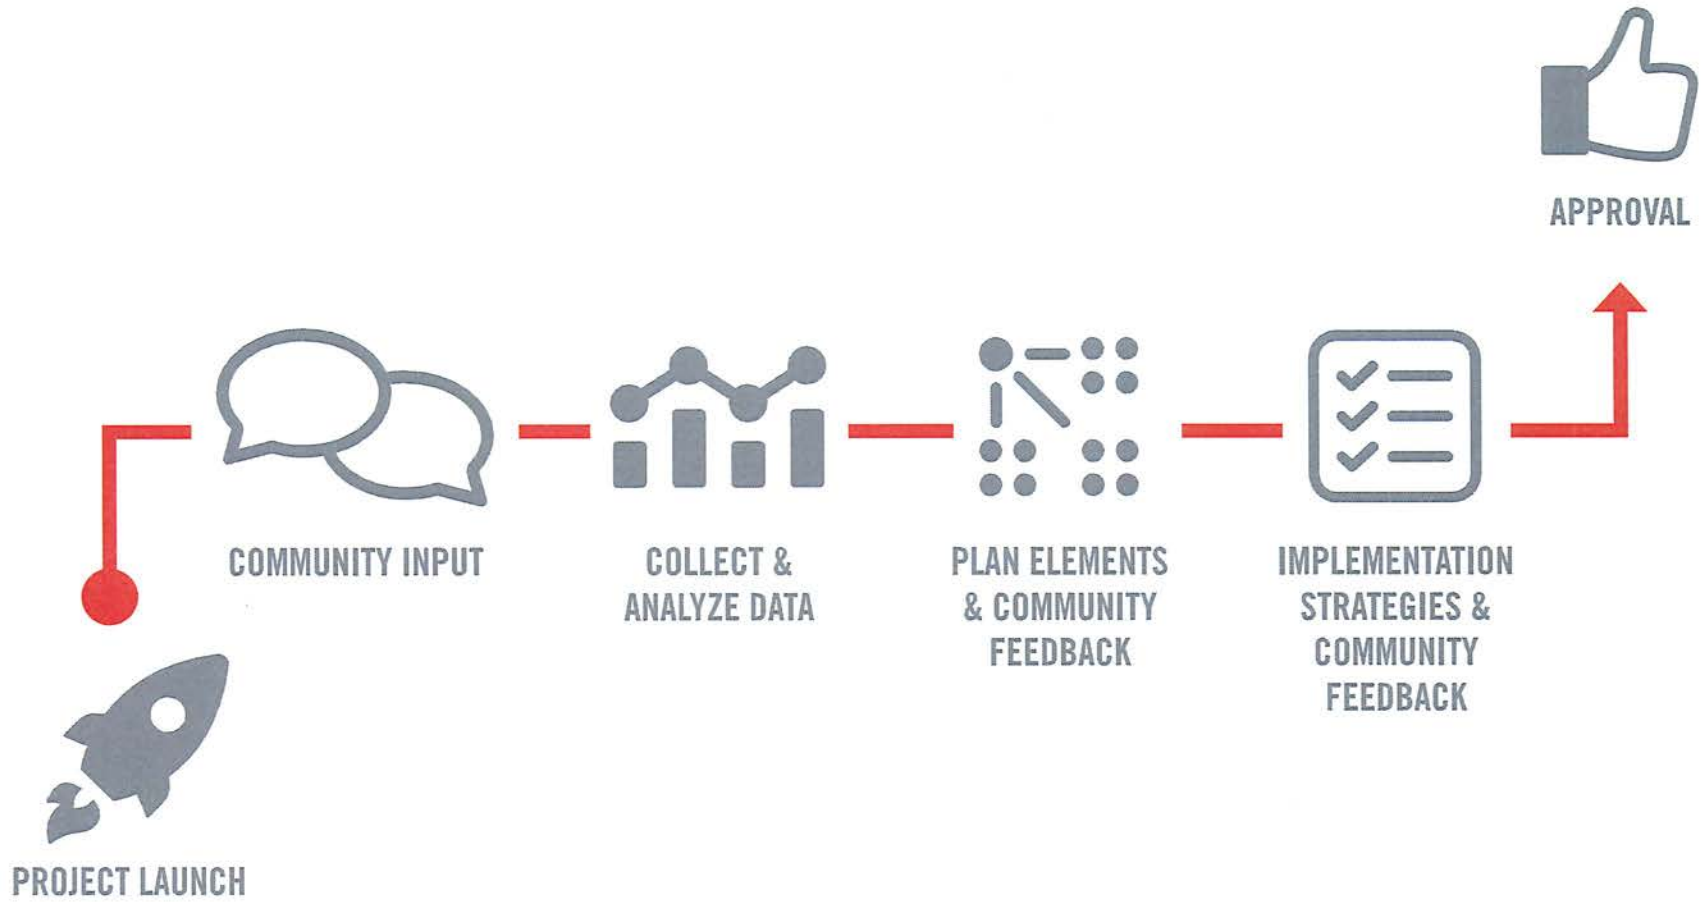 APPROVAL
COMMUNITY INPUT
COLLECT &
ANALYZE DATA
PLAN ELEMENTS
& COMMUNITY
FEEDBACK
IMPLEMENTATION
STRATEGIES &
COMMUNITY
FEEDBACK
PROJECT LAUNCH